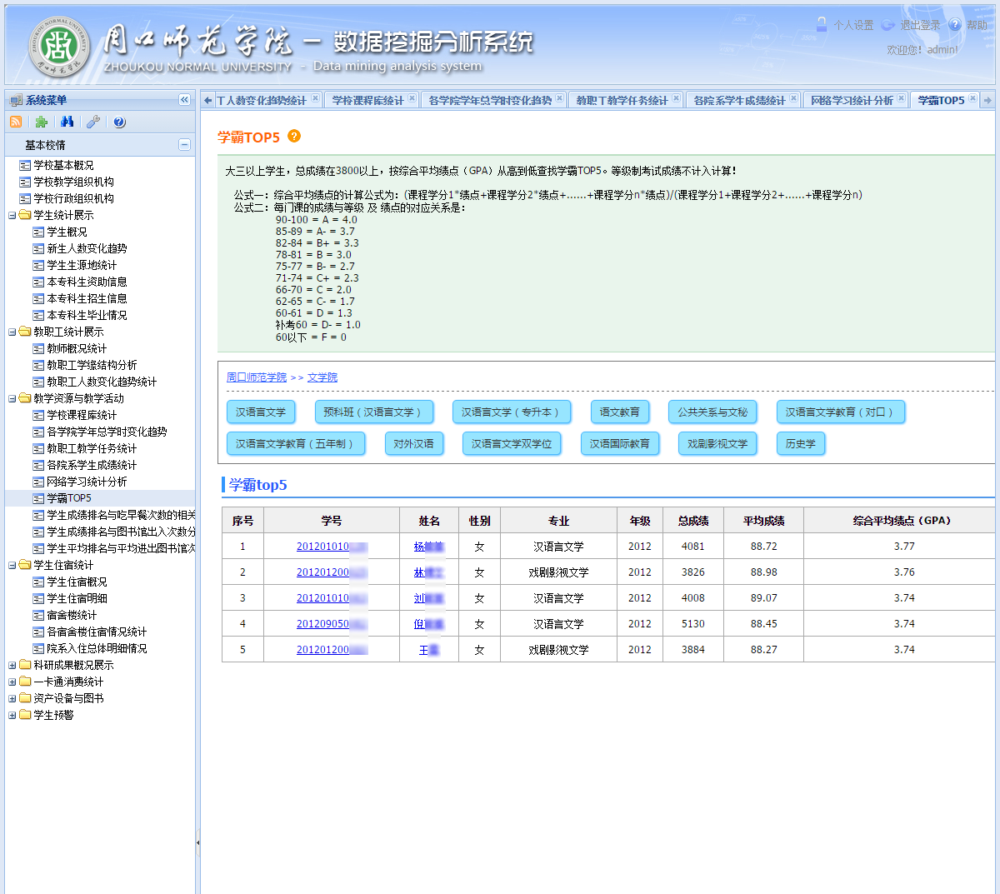 周口师范学院 — 数据挖掘分析系统
ZHOUKOU NORMAL UNIVERSITY - Data mining analysis system
个人设置 退出登录 帮助
欢迎您！admin!
系统菜单
工人数变化趋势统计 学校课程库统计 各学院学年总学时变化趋势 教职工教学任务统计 各院系学生成绩统计 网络学习统计分析 学霸TOP5
基本校情
学校基本概况
学校教学组织机构
学校行政组织机构
学生统计展示
学生概况
新生人数变化趋势
学生生源地统计
本专科生资助信息
本专科生招生信息
本专科生毕业情况
教职工统计展示
教师概况统计
教职工学缘结构分析
教职工人数变化趋势统计
教学资源与教学活动
学校课程库统计
各学院学年总学时变化趋势
教职工教学任务统计
各院系学生成绩统计
网络学习统计分析
学霸TOP5
学生成绩排名与吃早餐次数的相关
学生成绩排名与图书馆出入次数分
学生平均排名与平均进出图书馆次
学生住宿统计
学生住宿概况
学生住宿明细
宿舍楼统计
各宿舍楼住宿情况统计
院系入住总体明细情况
科研成果概况展示
一卡通消费统计
资产设备与图书
学生预警
学霸TOP5
大三以上学生，总成绩在3800以上，按综合平均绩点（GPA）从高到低查找学霸TOP5。等级制考试成绩不计入计算！
公式一：综合平均绩点的计算公式为：(课程学分1*绩点+课程学分2*绩点+......+课程学分n*绩点)/(课程学分1+课程学分2+......+课程学分n)
公式二：每门课的成绩与等级 及 绩点的对应关系是：
90-100 = A = 4.0
85-89 = A- = 3.7
82-84 = B+ = 3.3
78-81 = B = 3.0
75-77 = B- = 2.7
71-74 = C+ = 2.3
66-70 = C = 2.0
62-65 = C- = 1.7
60-61 = D = 1.3
补考60 = D- = 1.0
60以下 = F = 0
周口师范学院 >> 文学院
汉语言文学 预科班（汉语言文学） 汉语言文学（专升本） 语文教育 公共关系与文秘 汉语言文学教育（对口）
汉语言文学教育（五年制） 对外汉语 汉语言文学双学位 汉语国际教育 戏剧影视文学 历史学
学霸top5
序号 学号 姓名 性别 专业 年级 总成绩 平均成绩 综合平均绩点（GPA）
1 201201010 杨 女 汉语言文学 2012 4081 88.72 3.77
2 201201200 林 女 戏剧影视文学 2012 3826 88.98 3.76
3 201201010 刘 女 汉语言文学 2012 4008 89.07 3.74
4 201209050 倪 女 汉语言文学 2012 5130 88.45 3.74
5 201201200 王 女 戏剧影视文学 2012 3884 88.27 3.74